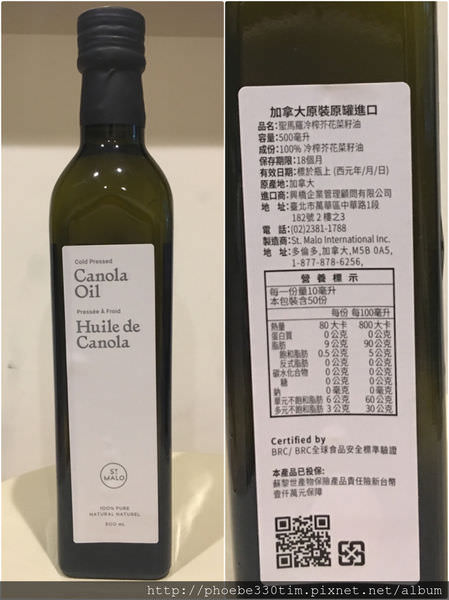 Cold Pressed
Canola
Oil
Pressée À Froid
Huile de
Canola
ST
MALO
100% PURE
NATURAL NATUREL
500 mL
加拿大原裝原罐進口
品名:聖馬羅冷榨芥花菜籽油
容量:500毫升
成份:100% 冷榨芥花菜籽油
保存期限:18個月
有效日期:標於瓶上 (西元年/月/日)
原產地:加拿大
進口商:興橋企業管理顧問有限公司
地 址:臺北市萬華區中華路1段
182號 2 樓之3
電 話:(02)2381-1788
製造商:St. Malo International Inc.
地 址:多倫多,加拿大,M5B 0A5,
1-877-878-6256,
營 養 標 示
每一份量10毫升
本包裝含50份
每份 每100毫升
熱量 80 大卡 800 大卡
蛋白質 0 公克 0 公克
脂肪 9 公克 90 公克
飽和脂肪 0.5 公克 5 公克
反式脂肪 0 公克 0 公克
碳水化合物 0 公克 0 公克
糖 0 公克 0 公克
鈉 0 毫克 0 毫克
單元不飽和脂肪 6 公克 60 公克
多元不飽和脂肪 3 公克 30 公克
Certified by
BRC/ BRC全球食品安全標準驗證
本產品已投保:
蘇黎世產物保險產品責任險新台幣
壹仟萬元保障
http://phoebe330tim.pixnet.net/album